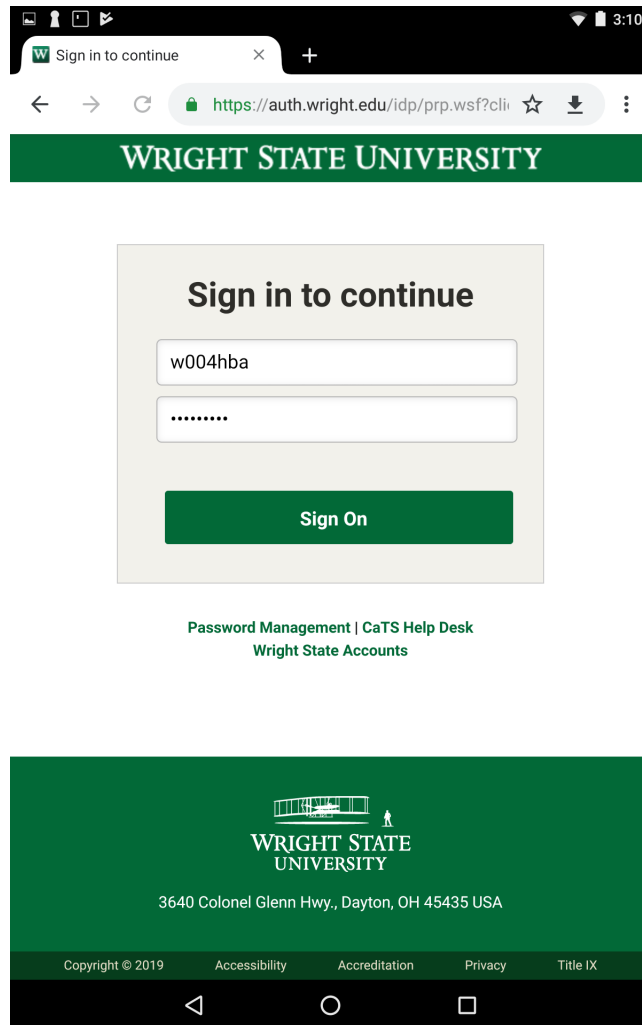 3:10
Sign in to continue
https://auth.wright.edu/idp/prp.wsf?cli
WRIGHT STATE UNIVERSITY
Sign in to continue
w004hba
•••••••••
Sign On
Password Management | CaTS Help Desk
Wright State Accounts
WRIGHT STATE
UNIVERSITY
3640 Colonel Glenn Hwy., Dayton, OH 45435 USA
Copyright © 2019 Accessibility Accreditation Privacy Title IX